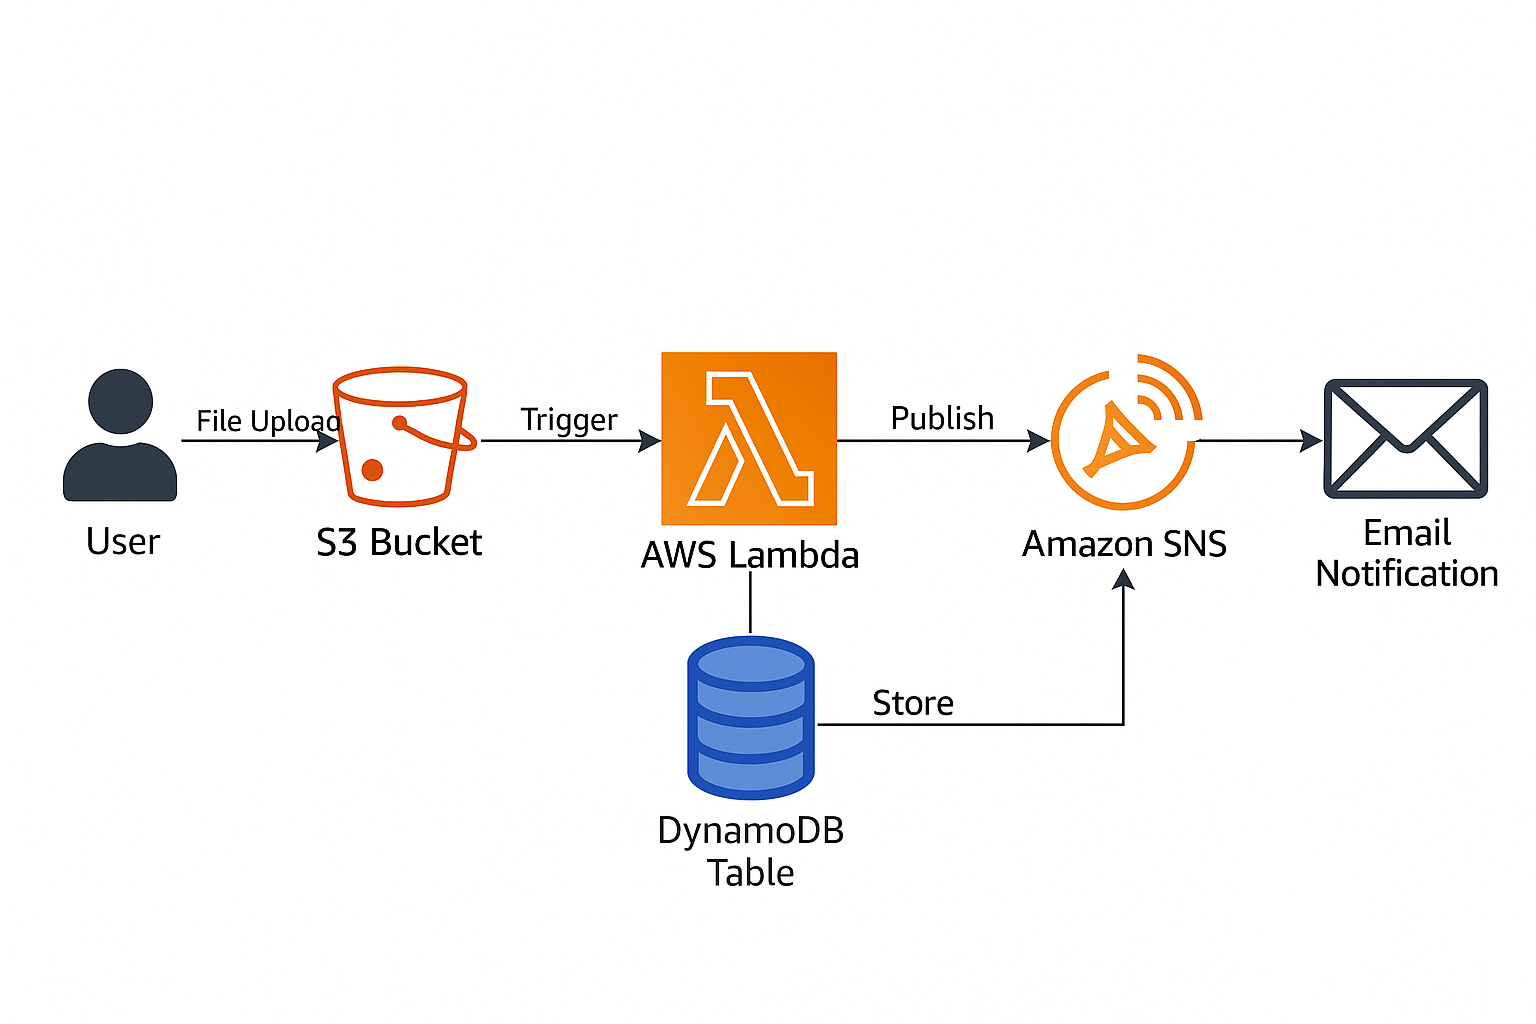 File Upload
Trigger
Publish
User
S3 Bucket
AWS Lambda
Amazon SNS
Email
Notification
Store
DynamoDB
Table